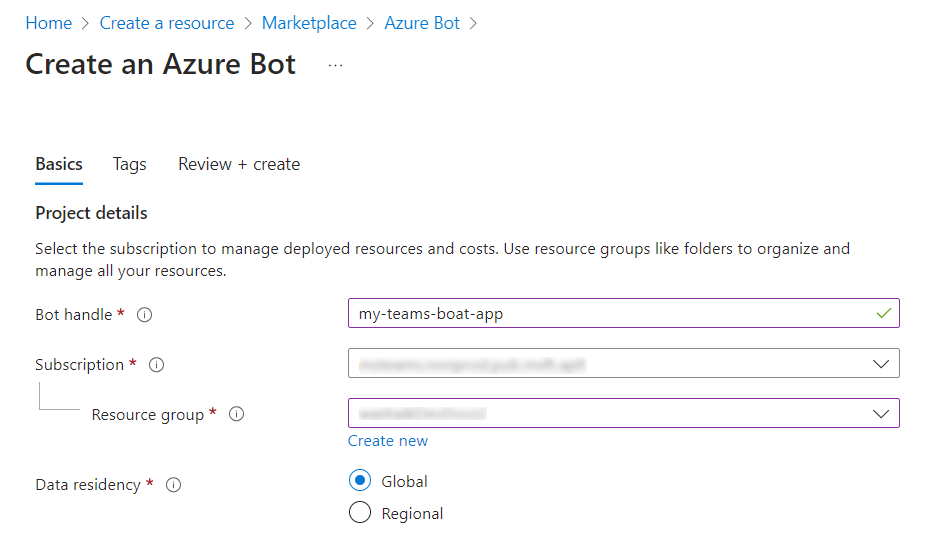 Home > Create a resource > Marketplace > Azure Bot >
Create an Azure Bot ...
Basics Tags Review + create
Project details
Select the subscription to manage deployed resources and costs. Use resource groups like folders to organize and
manage all your resources.
Bot handle *
my-teams-boat-app
Subscription *
Resource group *
Create new
Data residency *
Global
Regional